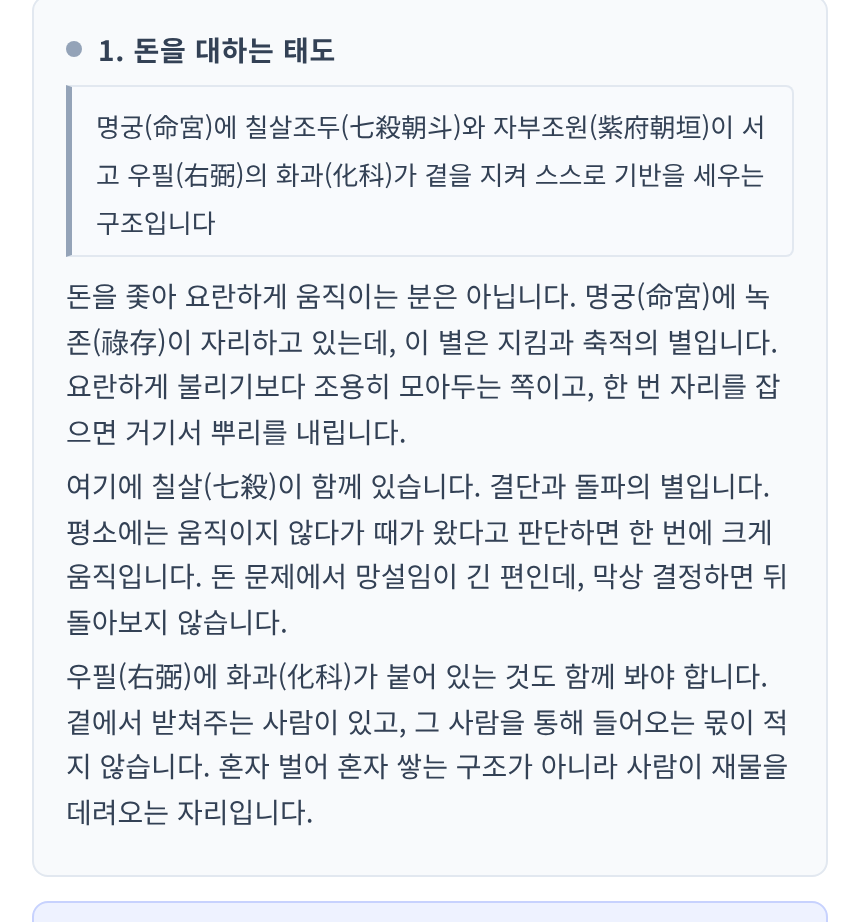 1. 돈을 대하는 태도
명궁(命宮)에 칠살조두(七殺朝斗)와 자부조원(紫府朝垣)이 서
고 우필(右弼)의 화과(化科)가 곁을 지켜 스스로 기반을 세우는
구조입니다
돈을 좇아 요란하게 움직이는 분은 아닙니다. 명궁(命宮)에 녹
존(祿存)이 자리하고 있는데, 이 별은 지킴과 축적의 별입니다.
요란하게 불리기보다 조용히 모아두는 쪽이고, 한 번 자리를 잡
으면 거기서 뿌리를 내립니다.
여기에 칠살(七殺)이 함께 있습니다. 결단과 돌파의 별입니다.
평소에는 움직이지 않다가 때가 왔다고 판단하면 한 번에 크게
움직입니다. 돈 문제에서 망설임이 긴 편인데, 막상 결정하면 뒤
돌아보지 않습니다.
우필(右弼)에 화과(化科)가 붙어 있는 것도 함께 봐야 합니다.
곁에서 받쳐주는 사람이 있고, 그 사람을 통해 들어오는 몫이 적
지 않습니다. 혼자 벌어 혼자 쌓는 구조가 아니라 사람이 재물을
데려오는 자리입니다.